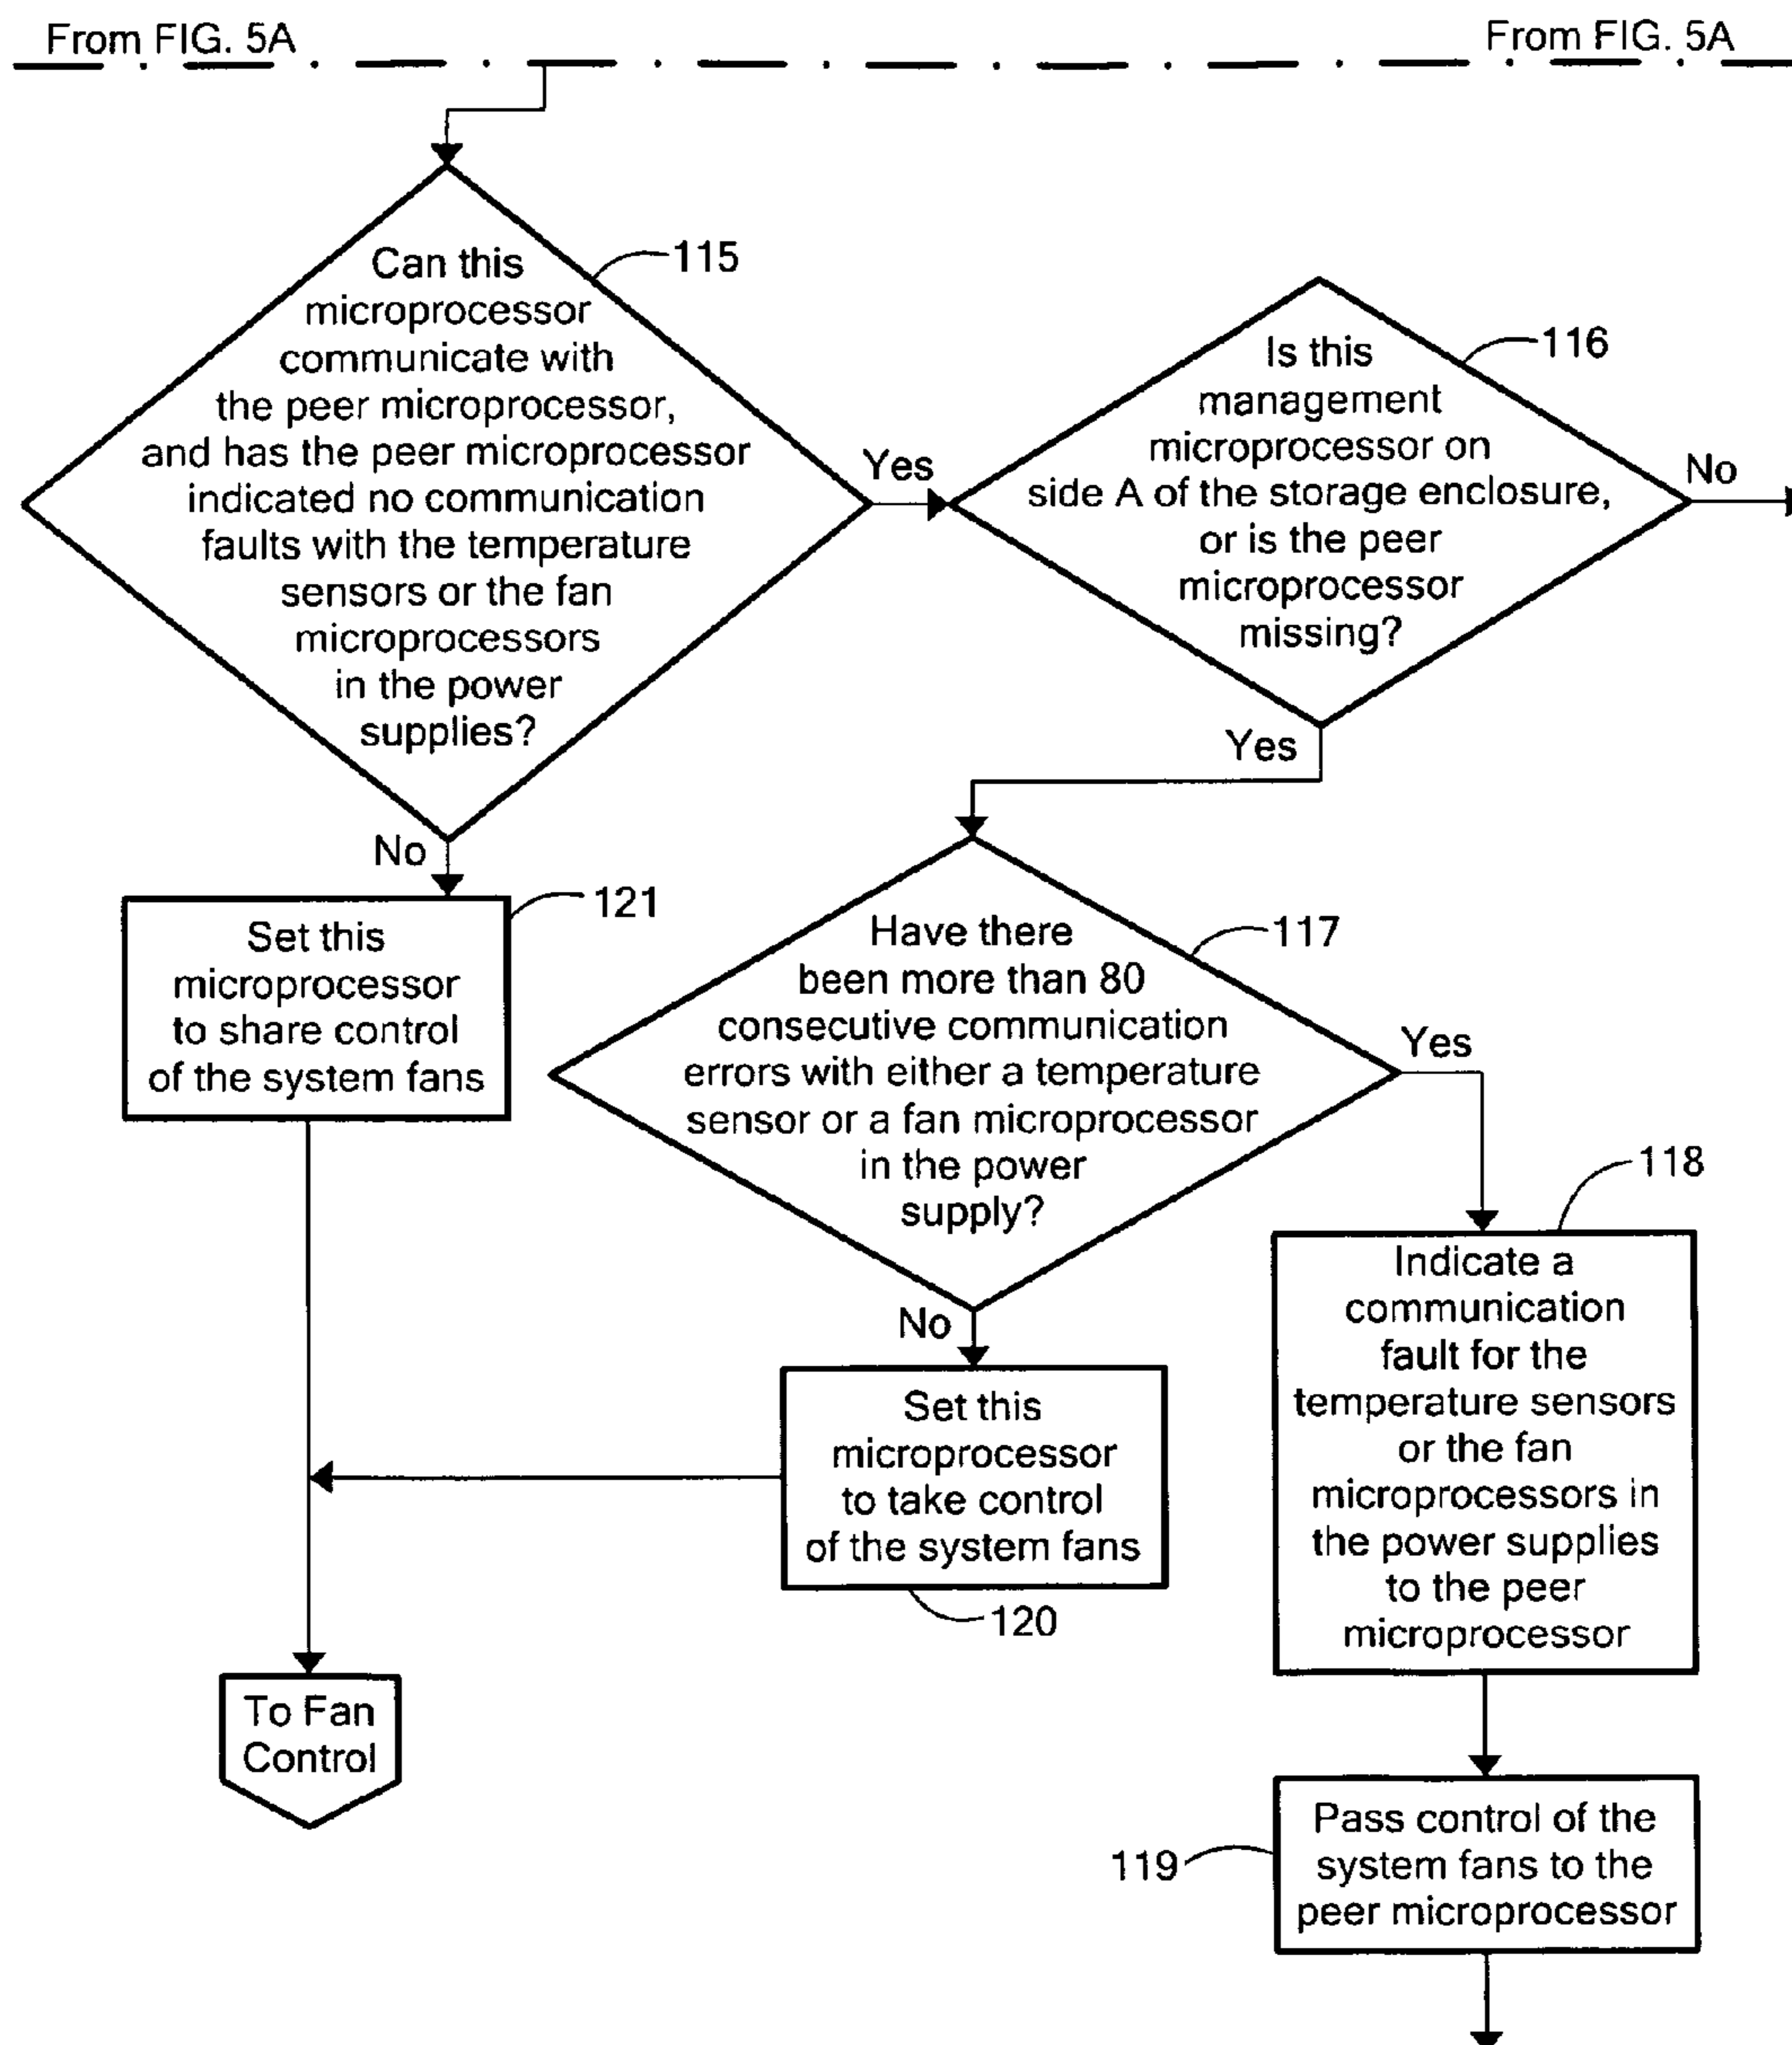 From FIG. 5A
From FIG. 5A
Can this
microprocessor
communicate with
the peer microprocessor,
and has the peer microprocessor
indicated no communication
faults with the temperature
sensors or the fan
microprocessors
in the power
supplies?
115
Yes
No
Is this
management
microprocessor on
side A of the storage enclosure,
or is the peer
microprocessor
missing?
116
No
Yes
121
Set this
microprocessor
to share control
of the system fans
Have there
been more than 80
consecutive communication
errors with either a temperature
sensor or a fan microprocessor
in the power
supply?
117
Yes
No
118
Indicate a
communication
fault for the
temperature sensors
or the fan
microprocessors in
the power supplies
to the peer
microprocessor
Set this
microprocessor
to take control
of the system fans
120
To Fan
Control
119
Pass control of the
system fans to the
peer microprocessor